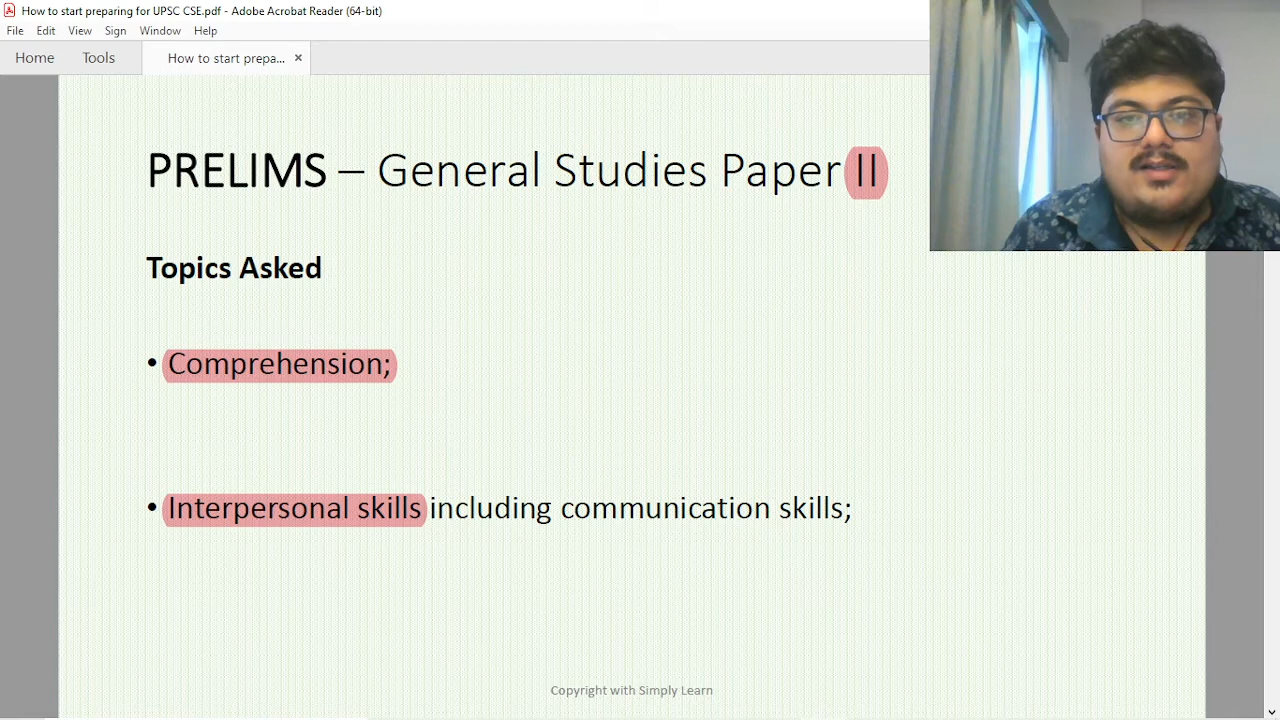 How to start preparing for UPSC CSE.pdf - Adobe Acrobat Reader (64-bit)
File Edit View Sign Window Help
Home Tools How to start prepa... ×
PRELIMS – General Studies Paper II
Topics Asked
• Comprehension;
• Interpersonal skills including communication skills;
Copyright with Simply Learn